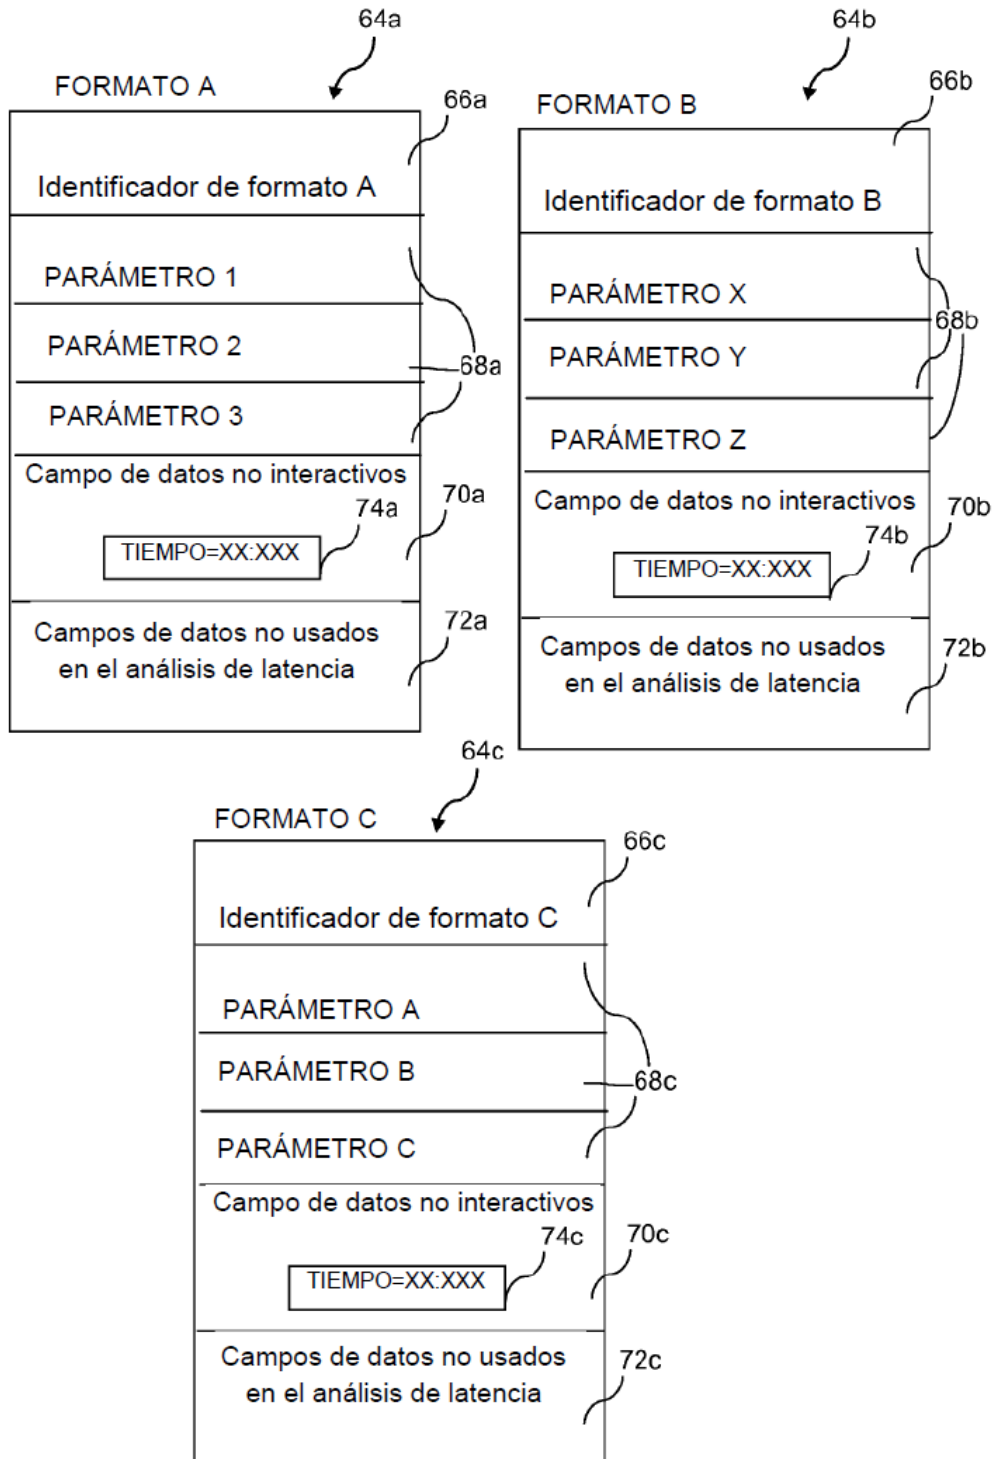 64a
FORMATO A
66a
Identificador de formato A
PARÁMETRO 1
PARÁMETRO 2
68a
PARÁMETRO 3
Campo de datos no interactivos
74a
70a
TIEMPO=XX:XXX
Campos de datos no usados
en el análisis de latencia
72a
64b
FORMATO B
66b
Identificador de formato B
PARÁMETRO X
68b
PARÁMETRO Y
PARÁMETRO Z
Campo de datos no interactivos
70b
74b
TIEMPO=XX:XXX
Campos de datos no usados
en el análisis de latencia
72b
64c
FORMATO C
66c
Identificador de formato C
PARÁMETRO A
PARÁMETRO B
68c
PARÁMETRO C
Campo de datos no interactivos
74c
70c
TIEMPO=XX:XXX
Campos de datos no usados
en el análisis de latencia
72c